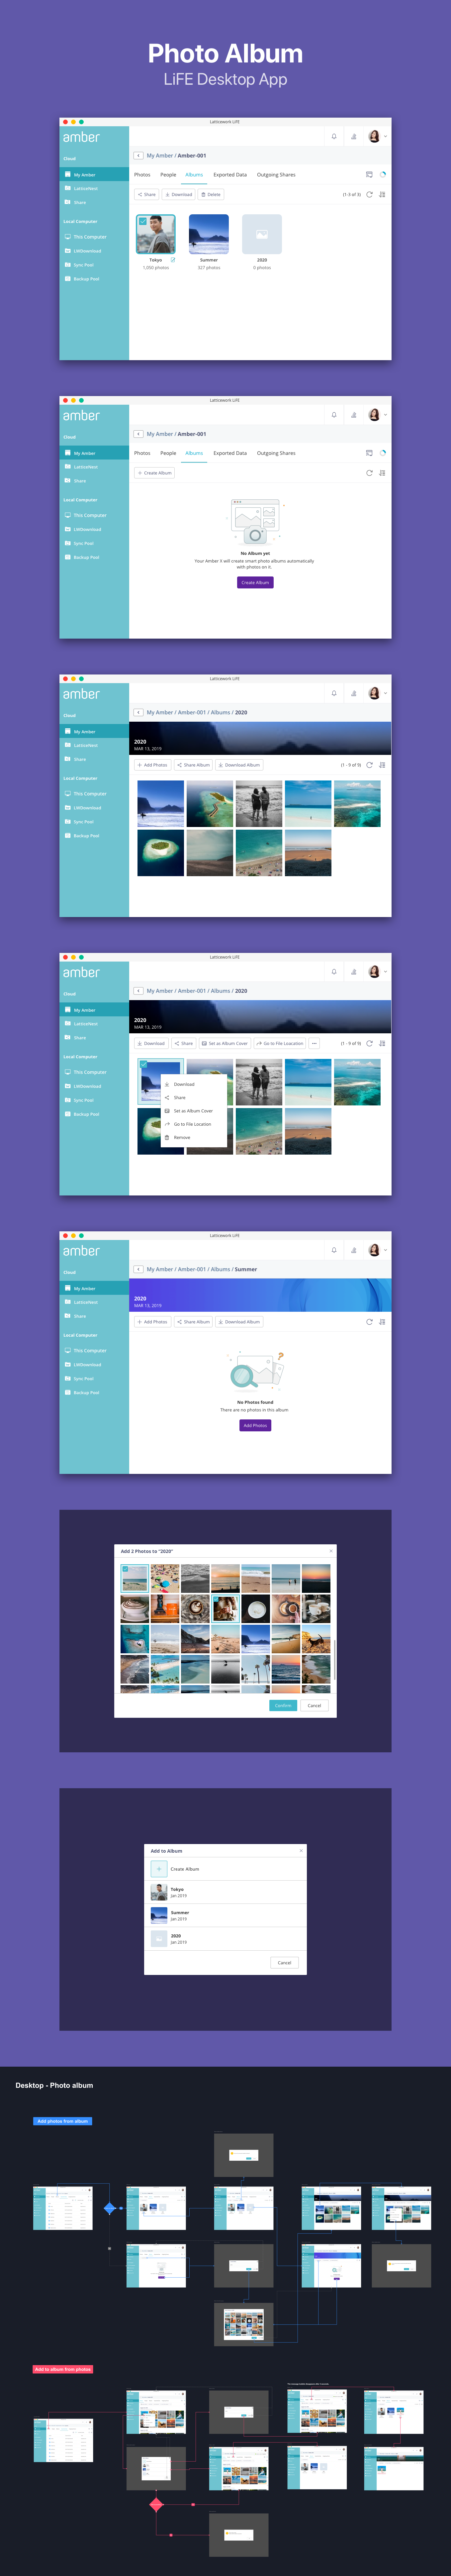 Photo Album
LiFE Desktop App
Latticework LiFE
amber
Cloud
My Amber
LatticeNest
Share
Local Computer
This Computer
LWDownload
Sync Pool
Backup Pool
My Amber / Amber-001
Photos People Albums Exported Data Outgoing Shares
Share Download Delete (1-3 of 3)
Tokyo
1,050 photos
Summer
327 photos
2020
0 photos
Latticework LiFE
amber
Cloud
My Amber
LatticeNest
Share
Local Computer
This Computer
LWDownload
Sync Pool
Backup Pool
My Amber / Amber-001
Photos People Albums Exported Data Outgoing Shares
+ Create Album
No Album yet
Your Amber X will create smart photo album automatically
with photos on it.
Create Album
Latticework LiFE
amber
Cloud
My Amber
LatticeNest
Share
Local Computer
This Computer
LWDownload
Sync Pool
Backup Pool
My Amber / Amber-001 / Albums / 2020
2020
MAR 13, 2019
+ Add Photos Share Album Download Album (1 - 9 of 9)
Latticework LiFE
amber
Cloud
My Amber
LatticeNest
Share
Local Computer
This Computer
LWDownload
Sync Pool
Backup Pool
My Amber / Amber-001 / Albums / 2020
2020
MAR 13, 2019
Download Share Set as Album Cover Go to File Loacation ••• (1 - 9 of 9)
Download
Share
Set as Album Cover
Go to File Location
Remove
Latticework LiFE
amber
Cloud
My Amber
LatticeNest
Share
Local Computer
This Computer
LWDownload
Sync Pool
Backup Pool
My Amber / Amber-001 / Albums / Summer
2020
MAR 13, 2019
+ Add Photos Share Album Download Album
No Photos found
There are no photos in this album
Add Photos
Add 2 Photos to "2020"
Confirm Cancel
Add to Album
Create Album
Tokyo
Jan 2019
Summer
Jan 2019
2020
Jan 2019
Cancel
Desktop - Photo album
Add photos from album
Add to album from photos